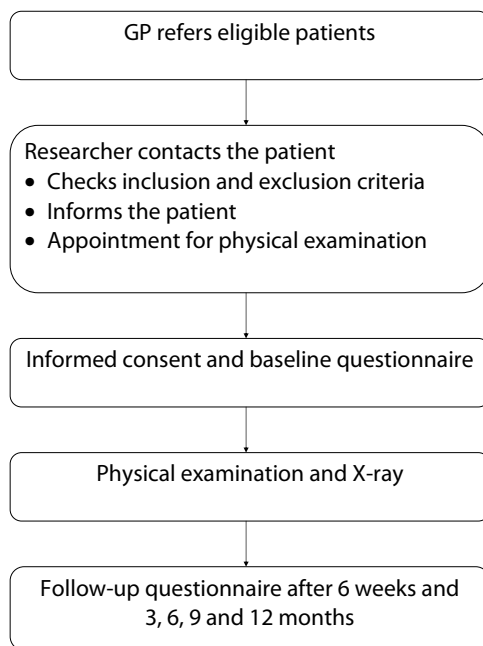 GP refers eligible patients
Researcher contacts the patient
• Checks inclusion and exclusion criteria
• Informs the patient
• Appointment for physical examination
Informed consent and baseline questionnaire
Physical examination and X-ray
Follow-up questionnaire after 6 weeks and
3, 6, 9 and 12 months